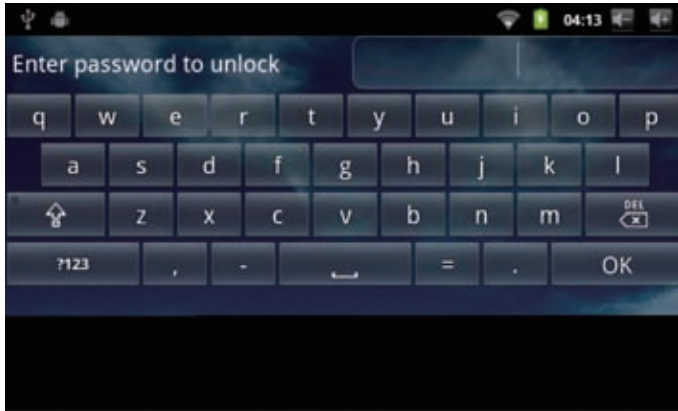 04:13
Enter password to unlock
q w e r t y u i o p
a s d f g h j k l
z x c v b n m DEL
?123 , - = . OK